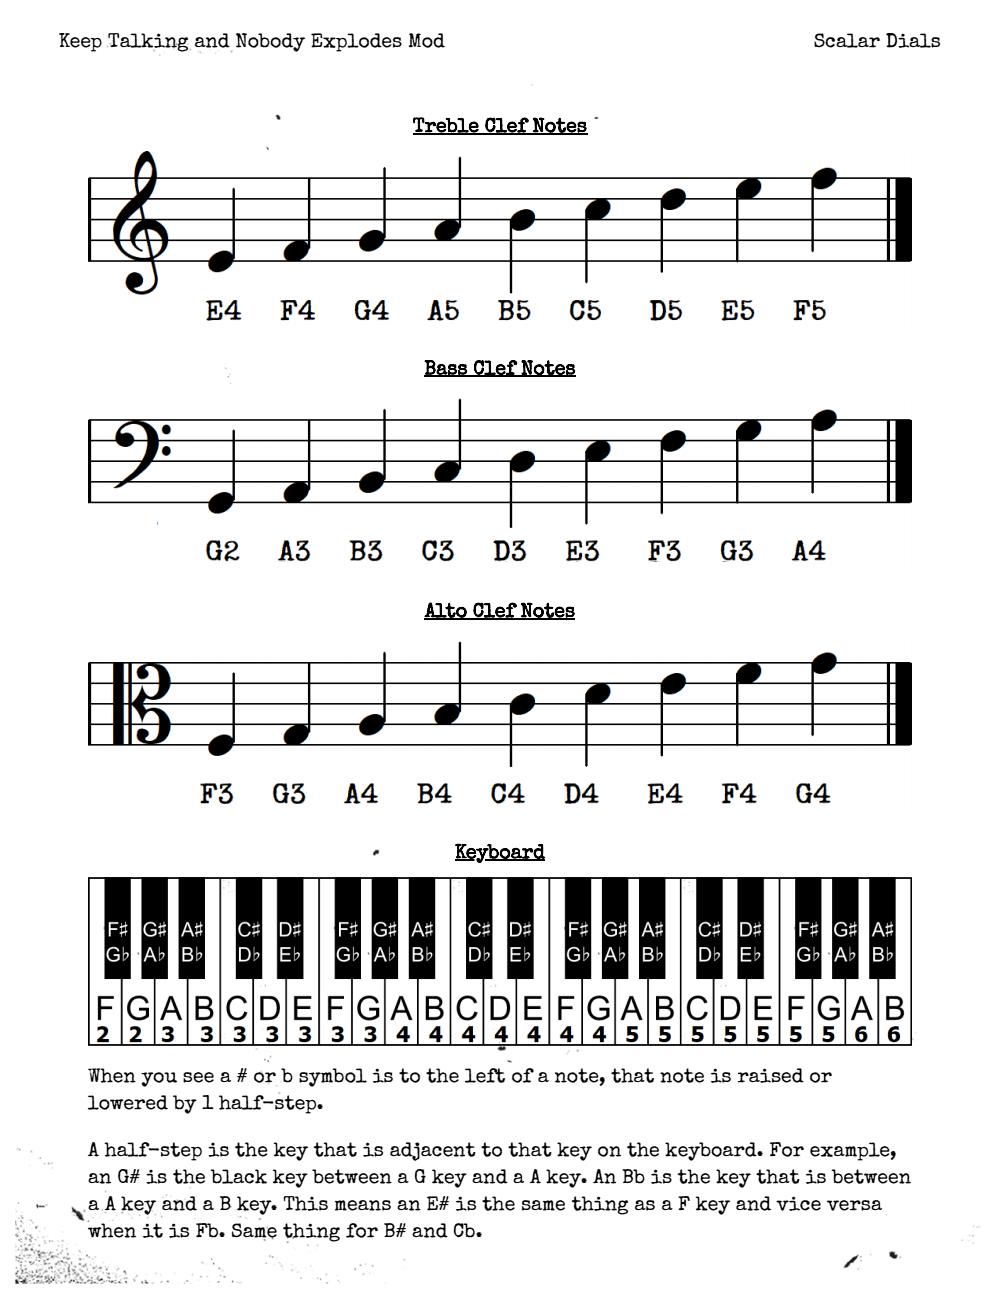 Keep Talking and Nobody Explodes Mod Scalar Dials
Treble Clef Notes
E4 F4 G4 A5 B5 C5 D5 E5 F5
Bass Clef Notes
G2 A3 B3 C3 D3 E3 F3 G3 A4
Alto Clef Notes
F3 G3 A4 B4 C4 D4 E4 F4 G4
Keyboard
F# G# A# C# D# F# G# A# C# D# F# G# A# C# D# F# G# A#
G♭ A♭ B♭ D♭ E♭ G♭ A♭ B♭ D♭ E♭ G♭ A♭ B♭ D♭ E♭ G♭ A♭ B♭
F G A B C D E F G A B C D E F G A B C D E F G A B
2 2 3 3 3 3 3 3 3 4 4 4 4 4 4 4 5 5 5 5 5 5 5 6 6
When you see a # or b symbol is to the left of a note, that note is raised or
lowered by 1 half-step.
A half-step is the key that is adjacent to that key on the keyboard. For example,
an G# is the black key between a G key and a A key. An Bb is the key that is between
a A key and a B key. This means an E# is the same thing as a F key and vice versa
when it is Fb. Same thing for B# and Cb.